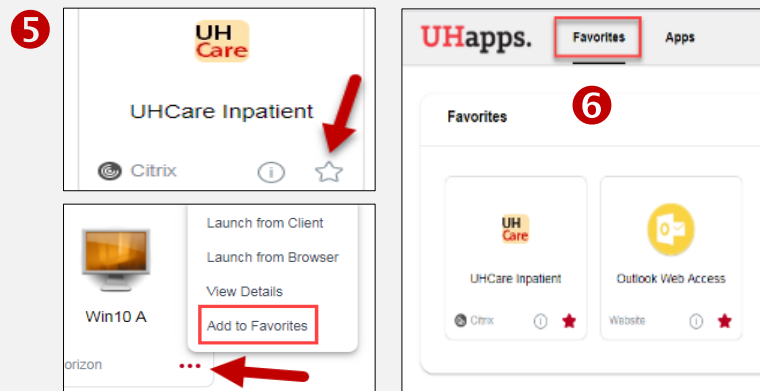 5
UH
Care
UHCare Inpatient
Citrix
Launch from Client
Launch from Browser
View Details
Add to Favorites
Win10 A
orizon
UHapps.
Favorites
Apps
6
Favorites
UH
Care
UHCare Inpatient
Citrix
Outlook Web Access
Website